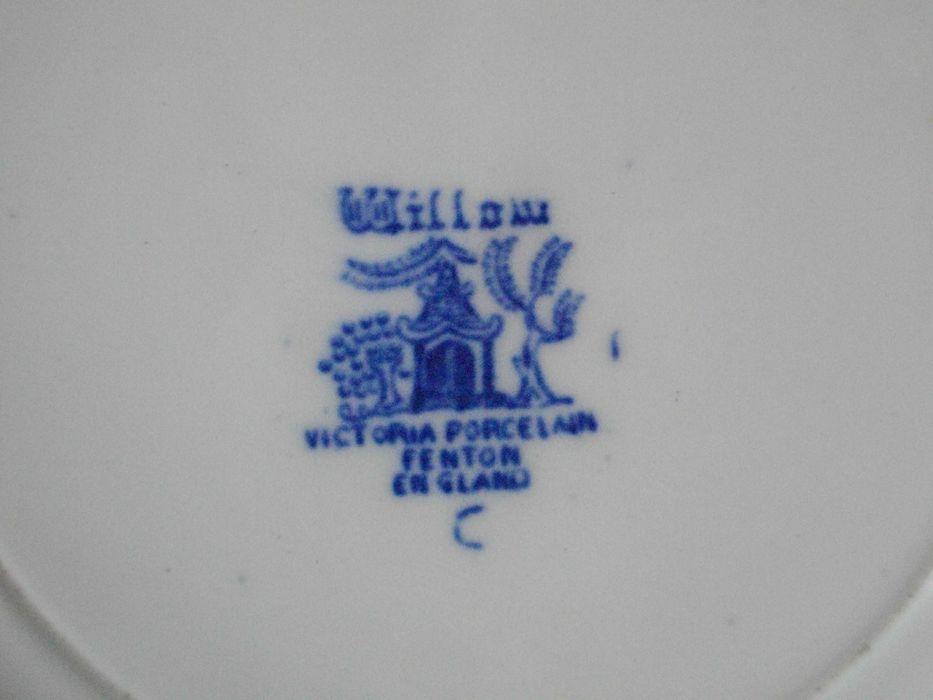 Willow
VICTORIA PORCELAIN
FENTON
ENGLAND
C